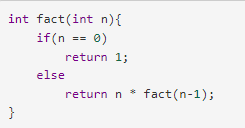 int fact(int n){
    if(n == 0)
        return 1;
    else
        return n * fact(n-1);
}